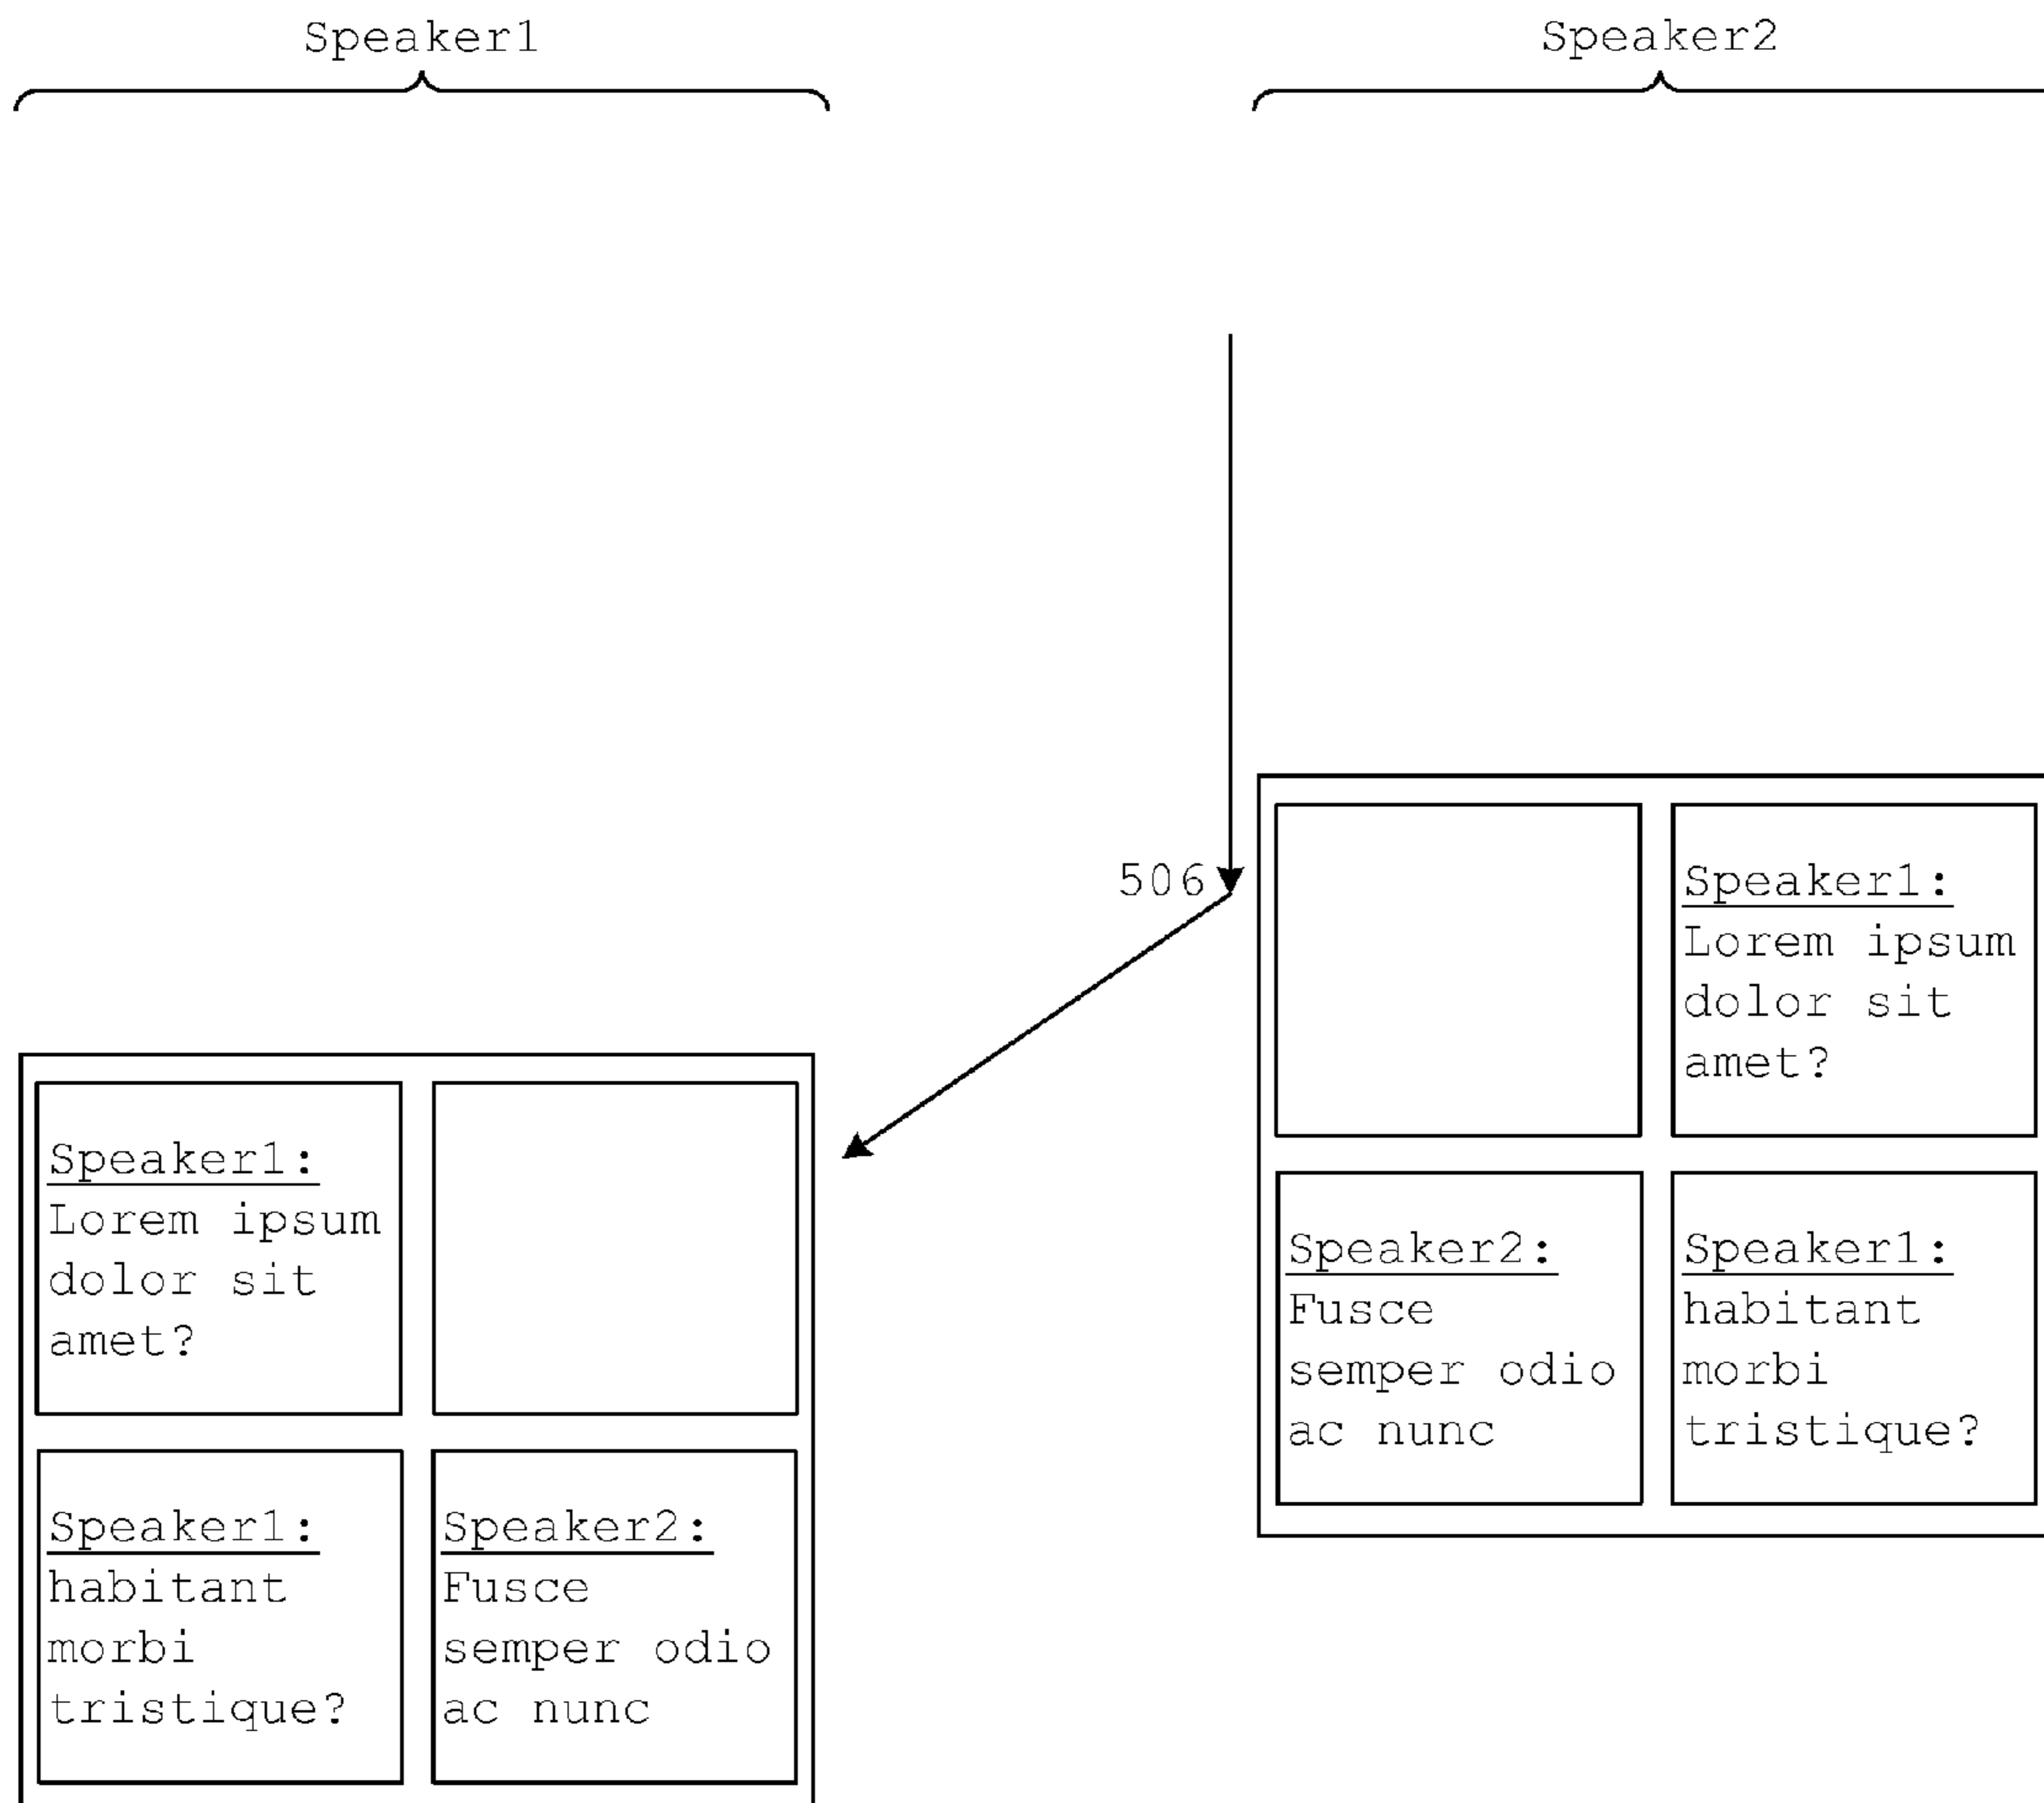 Speaker1
Speaker2
506
Speaker1:
Lorem ipsum
dolor sit
amet?
Speaker2:
Fusce
semper odio
ac nunc
Speaker1:
habitant
morbi
tristique?
Speaker1:
Lorem ipsum
dolor sit
amet?
Speaker1:
habitant
morbi
tristique?
Speaker2:
Fusce
semper odio
ac nunc